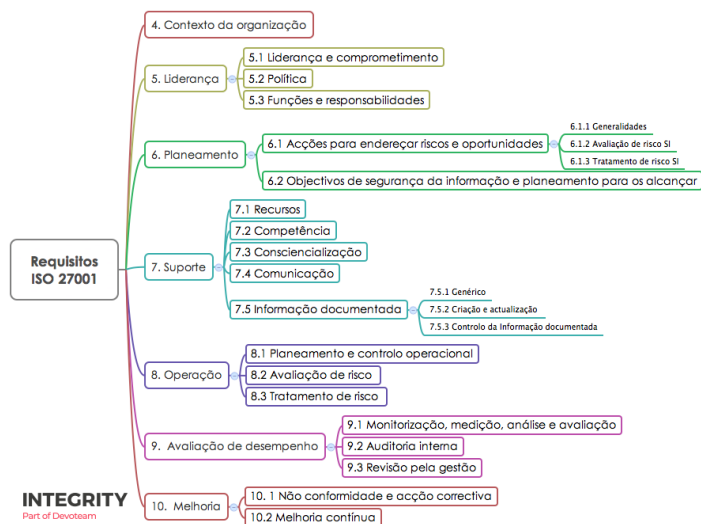 4. Contexto da organização
5. Liderança
5.1 Liderança e comprometimento
5.2 Política
5.3 Funções e responsabilidades
6. Planeamento
6.1 Acções para endereçar riscos e oportunidades
6.1.1 Generalidades
6.1.2 Avaliação de risco SI
6.1.3 Tratamento de risco SI
6.2 Objectivos de segurança da informação e planeamento para os alcançar
Requisitos
ISO 27001
7. Suporte
7.1 Recursos
7.2 Competência
7.3 Consciencialização
7.4 Comunicação
7.5 Informação documentada
7.5.1 Genérico
7.5.2 Criação e actualização
7.5.3 Controlo da Informação documentada
8. Operação
8.1 Planeamento e controlo operacional
8.2 Avaliação de risco
8.3 Tratamento de risco
9. Avaliação de desempenho
9.1 Monitorização, medição, análise e avaliação
9.2 Auditoria interna
9.3 Revisão pela gestão
10. Melhoria
10. 1 Não conformidade e acção correctiva
10.2 Melhoria contínua
INTEGRITY
Part of Devoteam